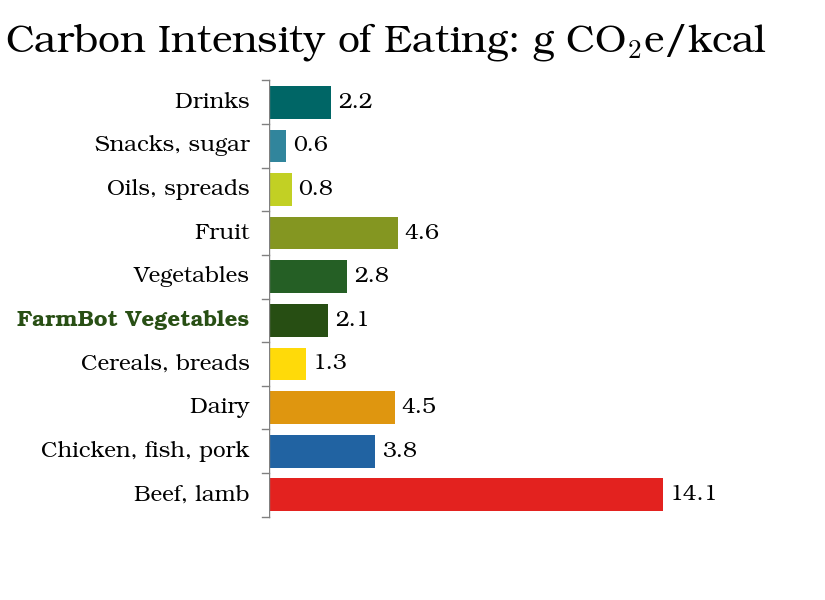 Carbon Intensity of Eating: g CO₂e/kcal
Drinks 2.2
Snacks, sugar 0.6
Oils, spreads 0.8
Fruit 4.6
Vegetables 2.8
FarmBot Vegetables 2.1
Cereals, breads 1.3
Dairy 4.5
Chicken, fish, pork 3.8
Beef, lamb 14.1